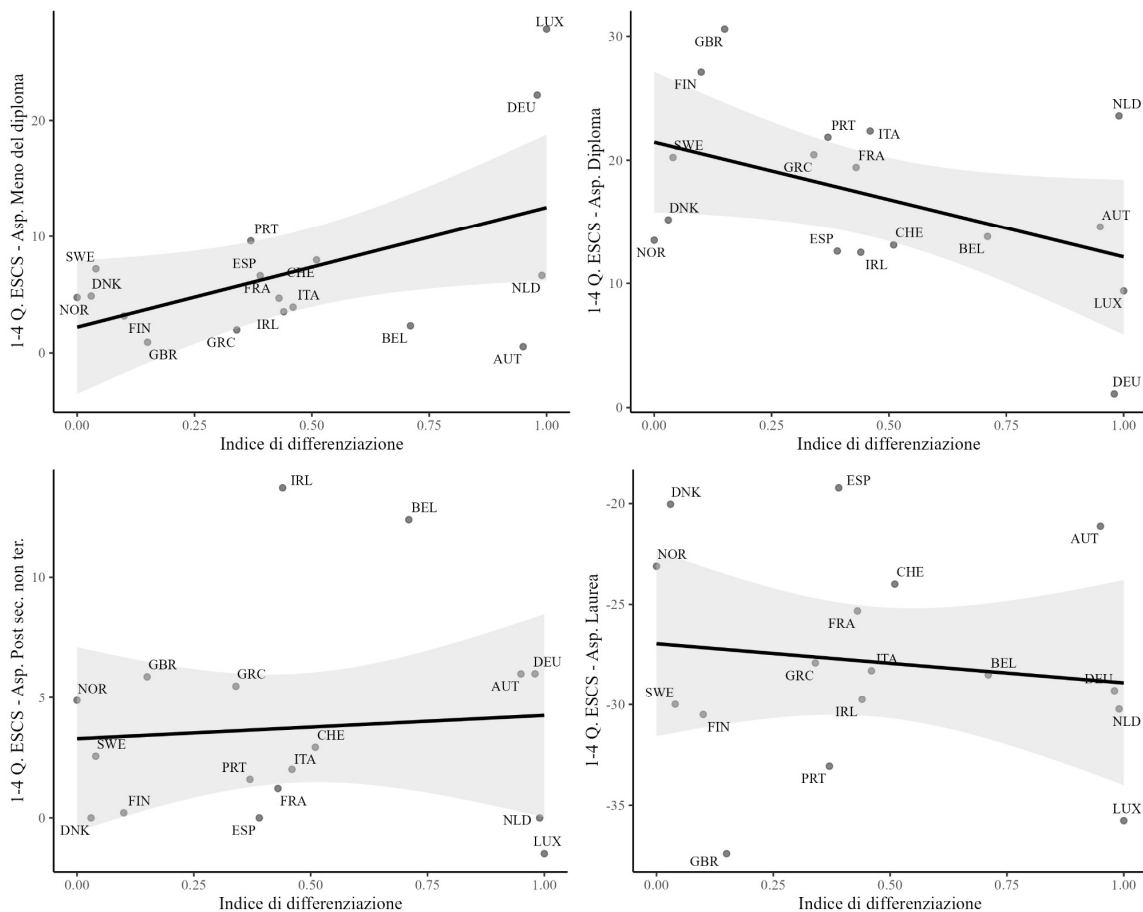 1-4 Q. ESCS - Asp. Meno del diploma
20
10
0
LUX
DEU
PRT
SWE
ESP
CHE
DNK
FRA
ITA
NLD
NOR
FIN
IRL
GBR
GRC
BEL
AUT
0.00 0.25 0.50 0.75 1.00
Indice di differenziazione
1-4 Q. ESCS - Asp. Diploma
30
20
10
0
GBR
FIN
NLD
PRT
ITA
SWE
GRC
FRA
DNK
AUT
NOR
ESP
CHE
IRL
BEL
LUX
DEU
0.00 0.25 0.50 0.75 1.00
Indice di differenziazione
1-4 Q. ESCS - Asp. Post sec. non ter.
10
5
0
IRL
BEL
GBR
GRC
DEU
AUT
NOR
SWE
CHE
PRT
ITA
FIN
FRA
DNK
ESP
NLD
LUX
0.00 0.25 0.50 0.75 1.00
Indice di differenziazione
1-4 Q. ESCS - Asp. Laurea
-20
-25
-30
-35
DNK
ESP
AUT
NOR
CHE
FRA
ITA
GRC
BEL
SWE
DEU
FIN
IRL
NLD
PRT
LUX
GBR
0.00 0.25 0.50 0.75 1.00
Indice di differenziazione